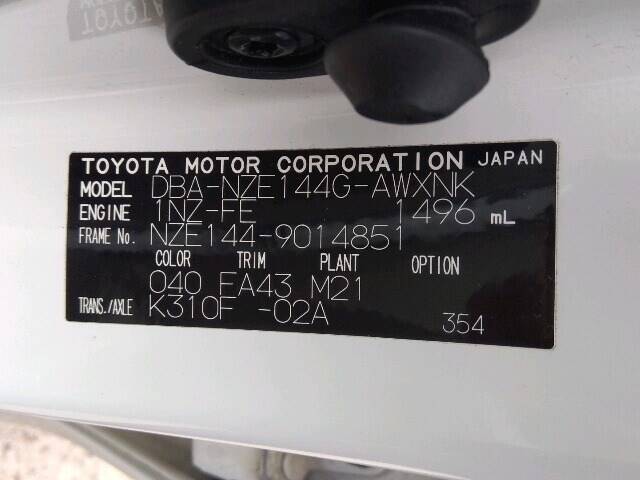 TOYOTA
TOYOTA MOTOR CORPORATION JAPAN
MODEL DBA-NZE144G-AWXNK
ENGINE 1NZ-FE 1496 mL
FRAME No. NZE144-9014851
COLOR TRIM PLANT OPTION
040 FA43 M21
TRANS./AXLE K310F -02A
354